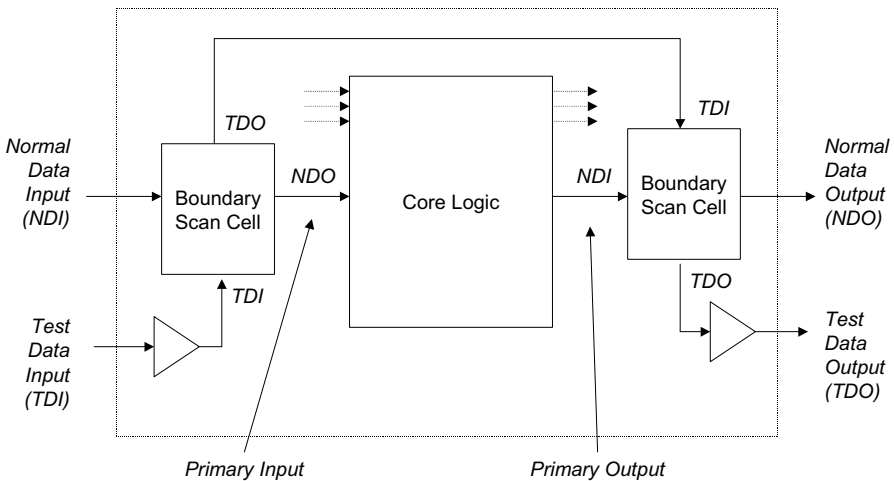 TDO
TDI
Normal
Data
Input
(NDI)
Boundary
Scan Cell
NDO
Core Logic
NDI
Boundary
Scan Cell
Normal
Data
Output
(NDO)
TDI
TDO
Test
Data
Input
(TDI)
Test
Data
Output
(TDO)
Primary Input
Primary Output